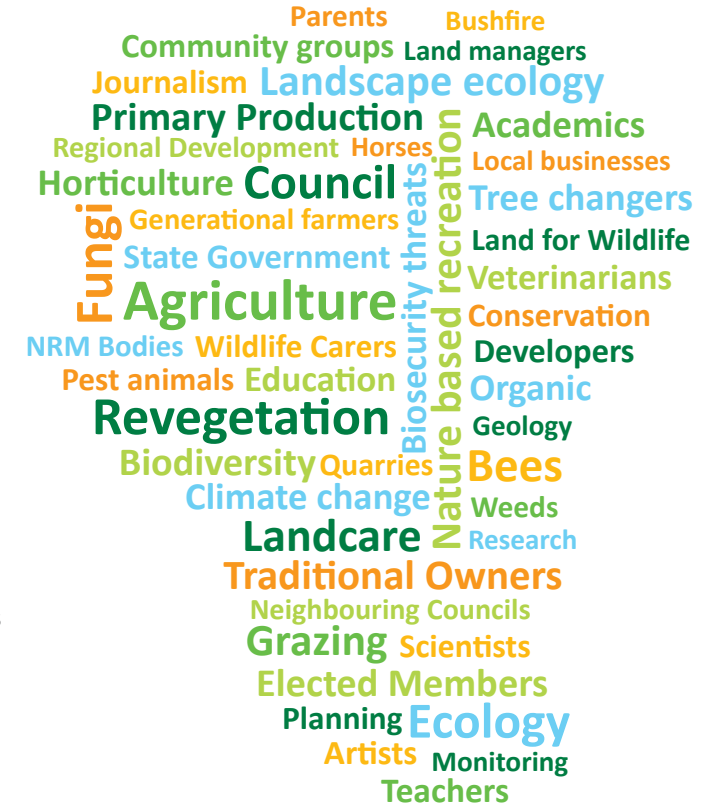 Parents
Bushfire
Community groups
Land managers
Journalism
Landscape ecology
Primary Production
Academics
Regional Development
Horses
Local businesses
Horticulture
Council
Tree changers
Fungi
Generational farmers
Biosecurity threats
Nature based recreation
Land for Wildlife
State Government
Veterinarians
Agriculture
Conservation
NRM Bodies
Wildlife Carers
Developers
Pest animals
Education
Organic
Revegetation
Geology
Biodiversity
Quarries
Bees
Climate change
Weeds
Landcare
Research
Traditional Owners
Neighbouring Councils
Grazing
Scientists
Elected Members
Planning
Ecology
Artists
Monitoring
Teachers